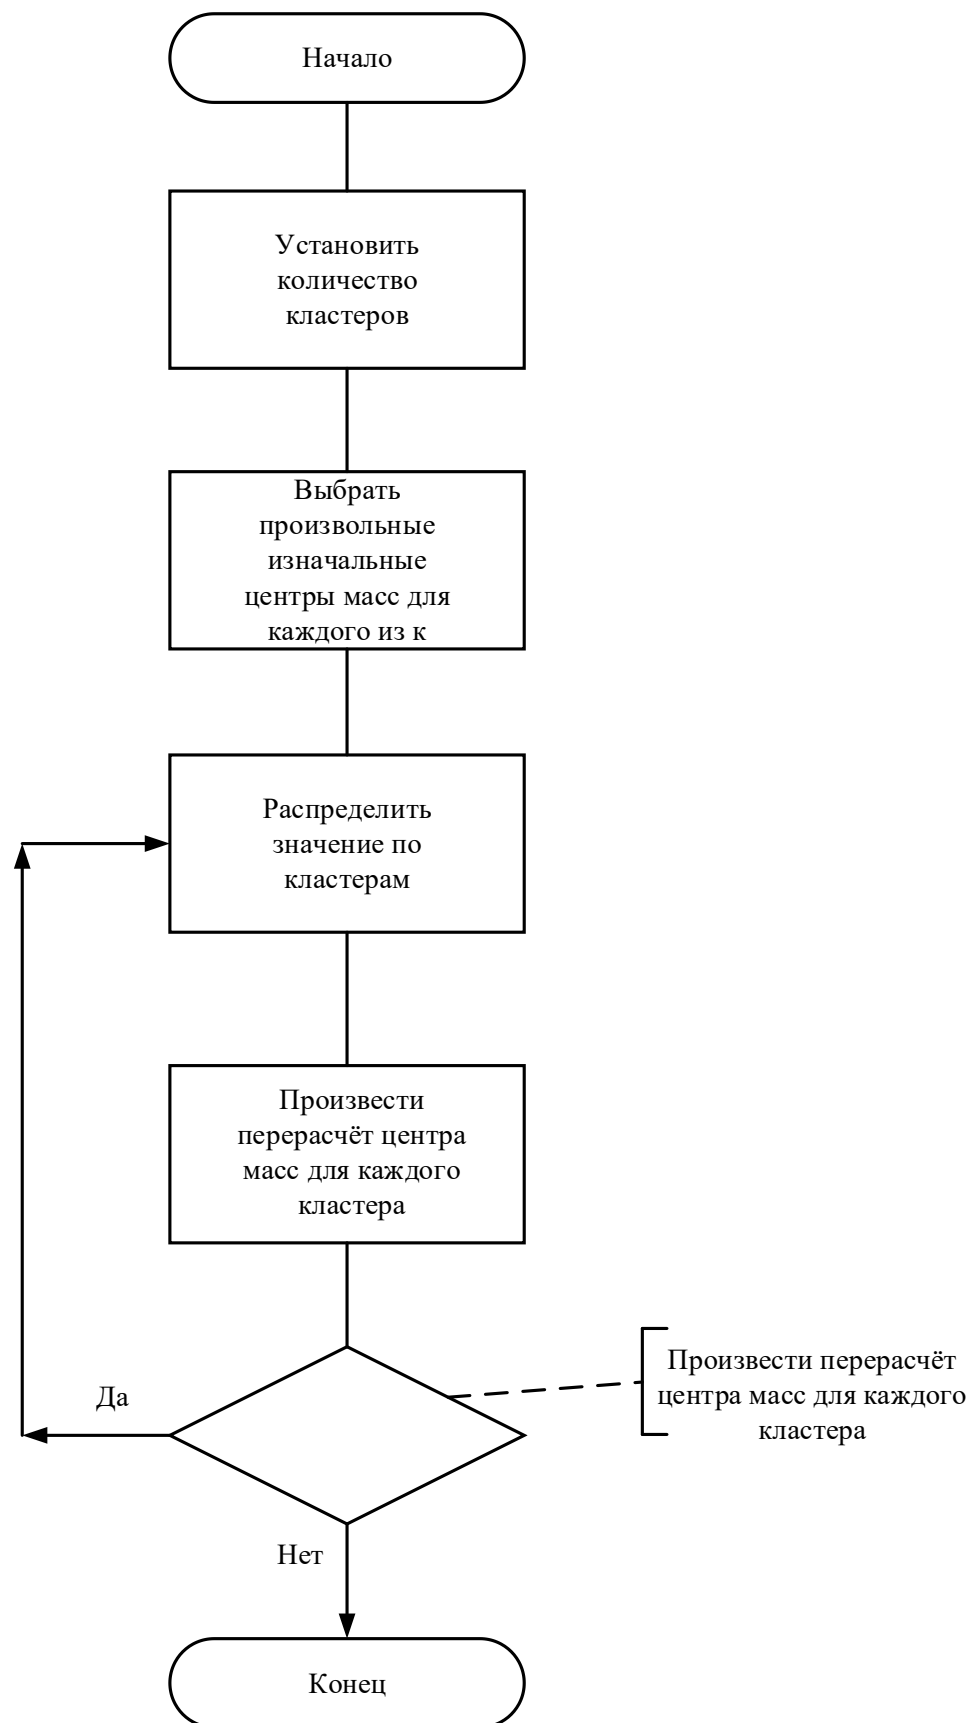 Начало
Установить
количество
кластеров
Выбрать
произвольные
изначальные
центры масс для
каждого из к
Распределить
значение по
кластерам
Произвести
перерасчёт центра
масс для каждого
кластера
Произвести перерасчёт
центра масс для каждого
кластера
Да
Нет
Конец